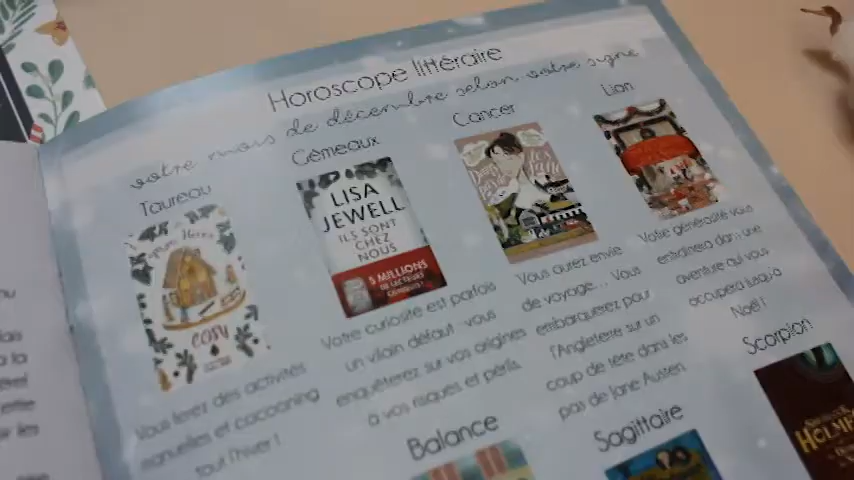 Horoscope littéraire
votre mois de décembre selon votre signe
Taureau
COSY
Vous ferez des activités
manuelles et cocooning
tout l'hiver !
Gémeaux
LISA
JEWELL
ILS SONT
CHEZ
NOUS
5 MILLIONS
DE LECTEURS
Votre curiosité est parfois
un vilain défaut : vous
enquêterez sur vos origines
à vos risques et périls.
Cancer
Vous aurez envie
de voyage... Vous
embarquerez pour
l'Angleterre sur un
coup de tête dans les
pas de Jane Austen.
Lion
Votre générosité vous
entraînera dans une
aventure qui vous
occupera jusqu'à
Noël !
Balance
Sagittaire
Scorpion
HOLMES